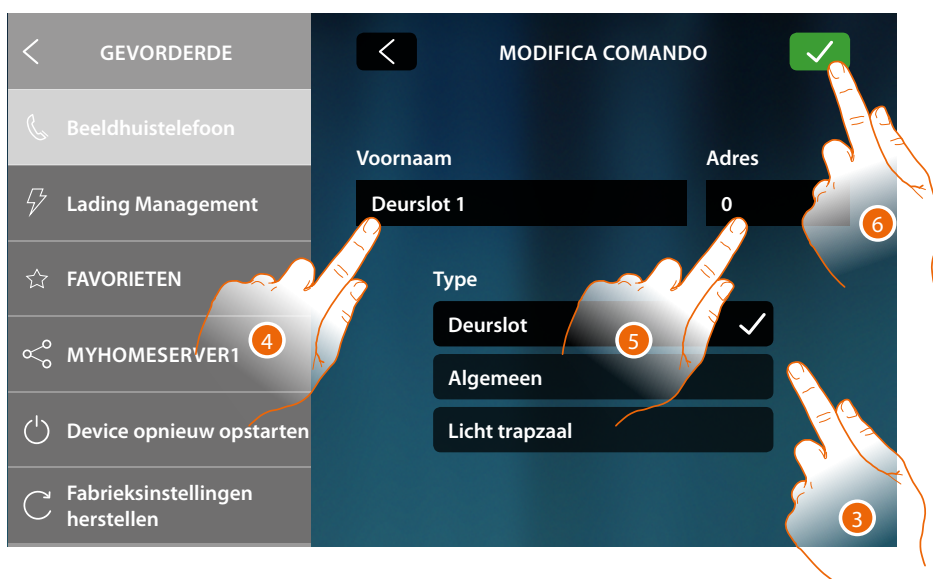 GEVORDERDE
Beeldhuistelefoon
Lading Management
FAVORIETEN
MYHOMESERVER1
Device opnieuw opstarten
Fabrieksinstellingen
herstellen
MODIFICA COMANDO
Voornaam
Adres
Deurslot 1
0
6
Type
4
Deurslot
5
Algemeen
Licht trapzaal
3